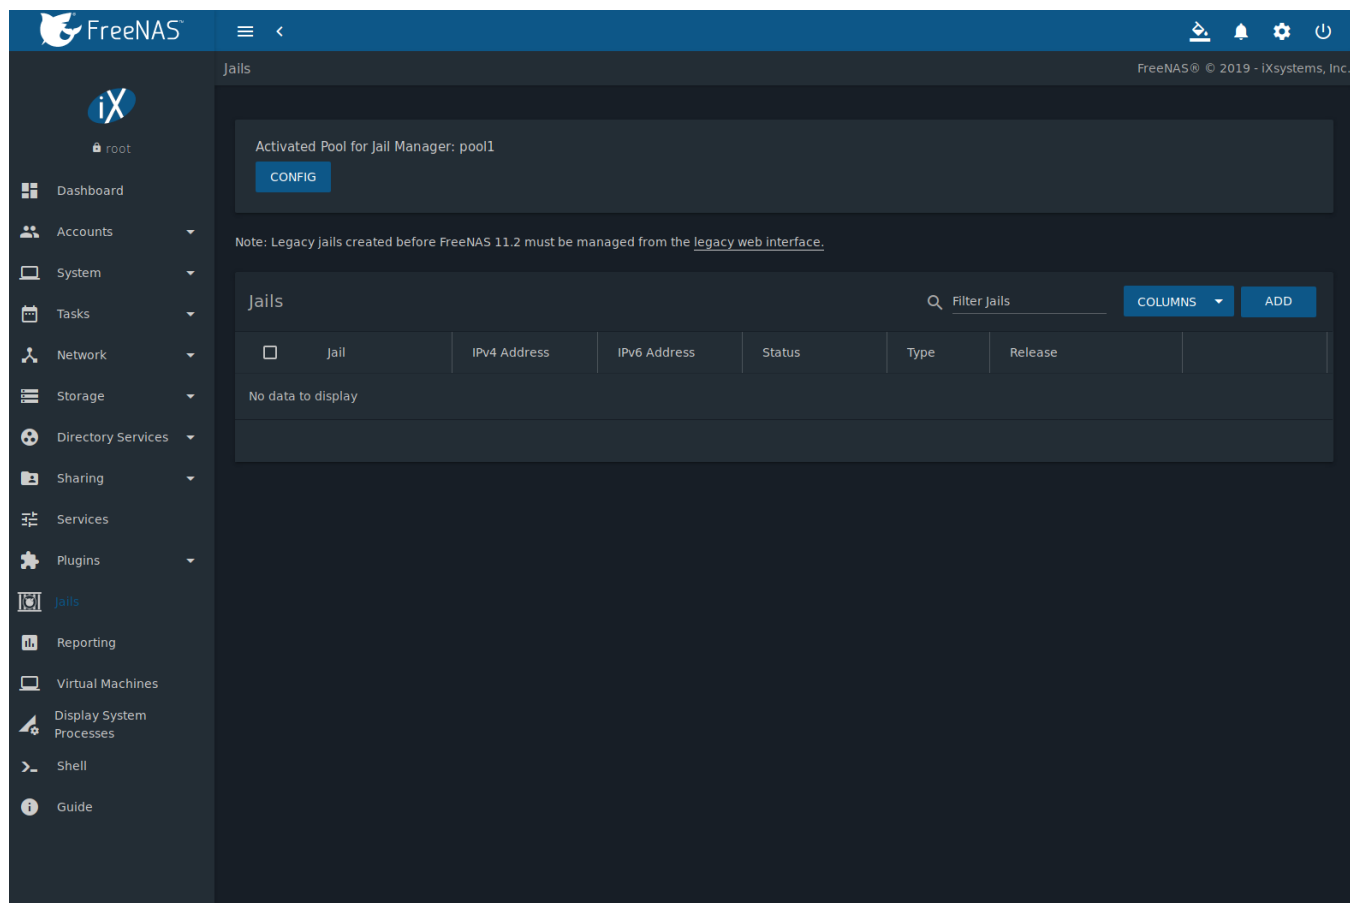 FreeNAS™
Jails
FreeNAS® © 2019 - iXsystems, Inc.
iX
root
Dashboard
Accounts
System
Tasks
Network
Storage
Directory Services
Sharing
Services
Plugins
Jails
Reporting
Virtual Machines
Display System
Processes
Shell
Guide
Activated Pool for Jail Manager: pool1
CONFIG
Note: Legacy jails created before FreeNAS 11.2 must be managed from the legacy web interface.
Jails
Filter Jails
COLUMNS
ADD
Jail IPv4 Address IPv6 Address Status Type Release
No data to display